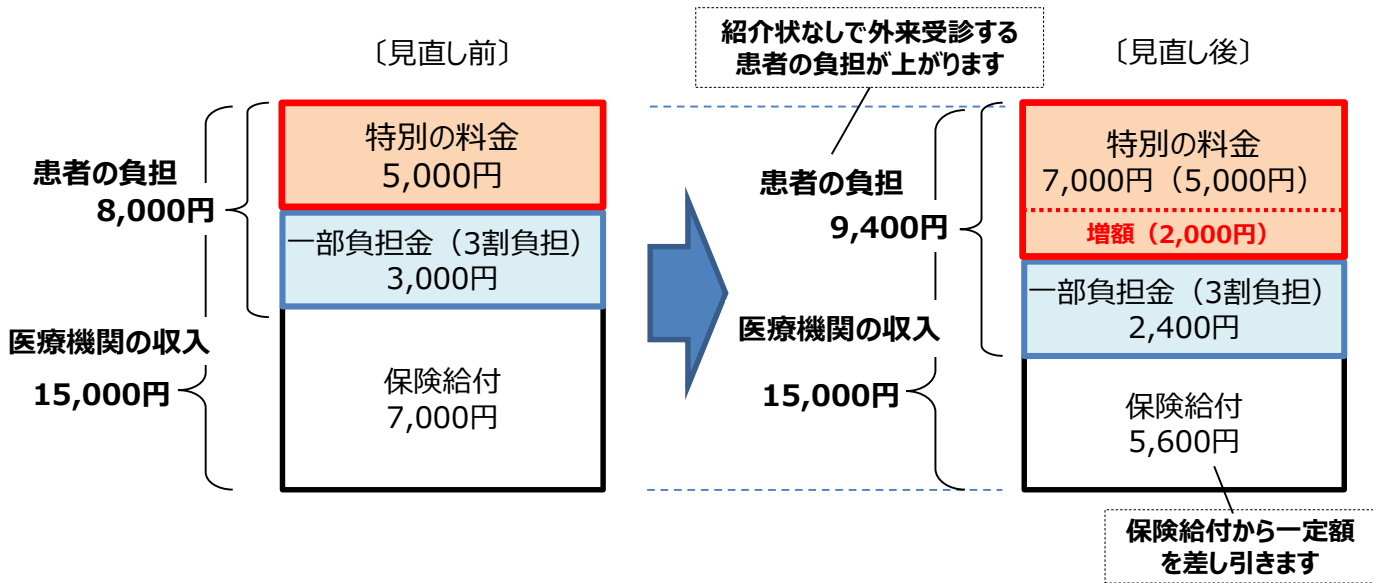 〔見直し前〕
特別の料金
5,000円
患者の負担
8,000円
一部負担金（3割負担）
3,000円
医療機関の収入
15,000円
保険給付
7,000円
紹介状なしで外来受診する
患者の負担が上がります
〔見直し後〕
特別の料金
7,000円（5,000円）
増額（2,000円）
患者の負担
9,400円
一部負担金（3割負担）
2,400円
医療機関の収入
15,000円
保険給付
5,600円
保険給付から一定額
を差し引きます